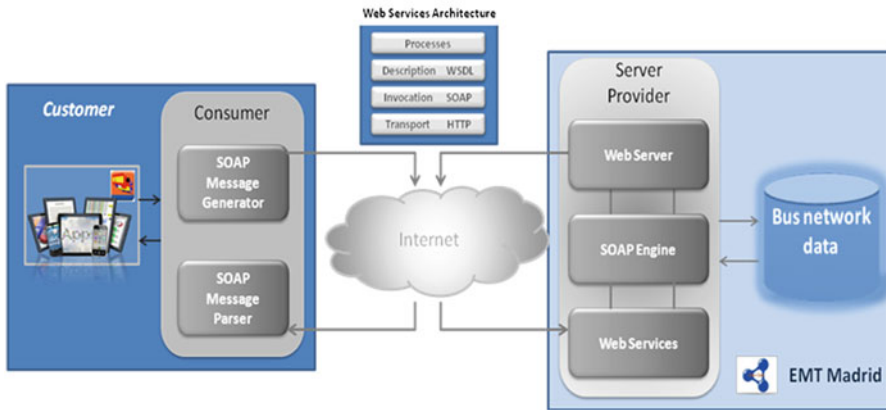 Web Services Architecture
Processes
Description WSDL
Invocation SOAP
Transport HTTP
Customer
App
Consumer
SOAP
Message
Generator
SOAP
Message
Parser
Internet
Server
Provider
Web Server
SOAP Engine
Web Services
Bus network
data
EMT Madrid